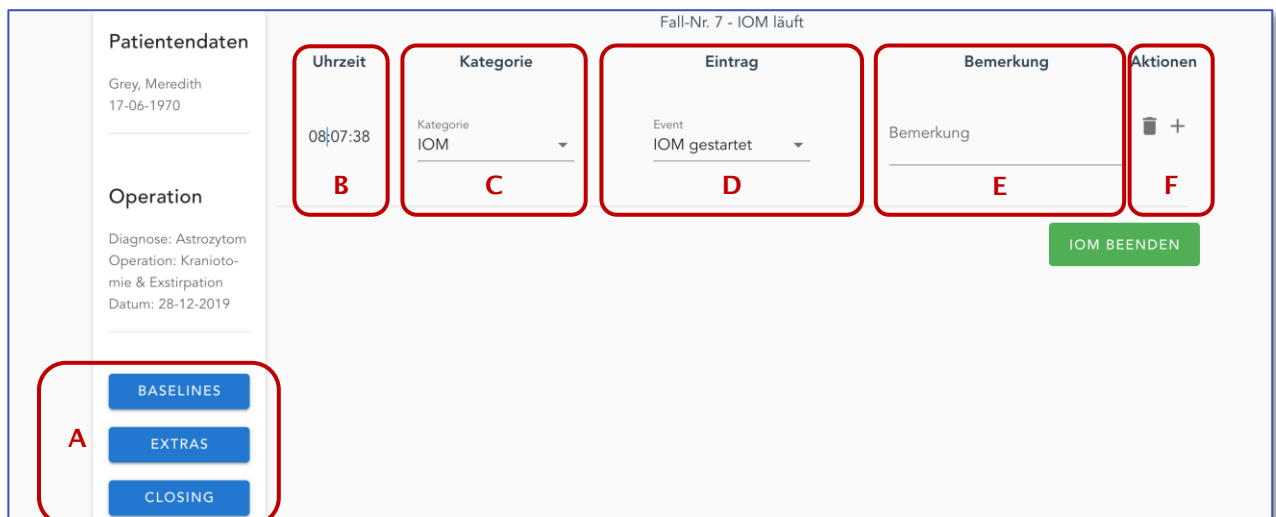 Fall-Nr. 7 - IOM läuft
Patientendaten
Grey, Meredith
17-06-1970
Operation
Diagnose: Astrozytom
Operation: Kranioto-
mie & Exstirpation
Datum: 28-12-2019
A
BASELINES
EXTRAS
CLOSING
Uhrzeit
08:07:38
B
Kategorie
Kategorie
IOM
C
Eintrag
Event
IOM gestartet
D
Bemerkung
Bemerkung
E
Aktionen
F
IOM BEENDEN